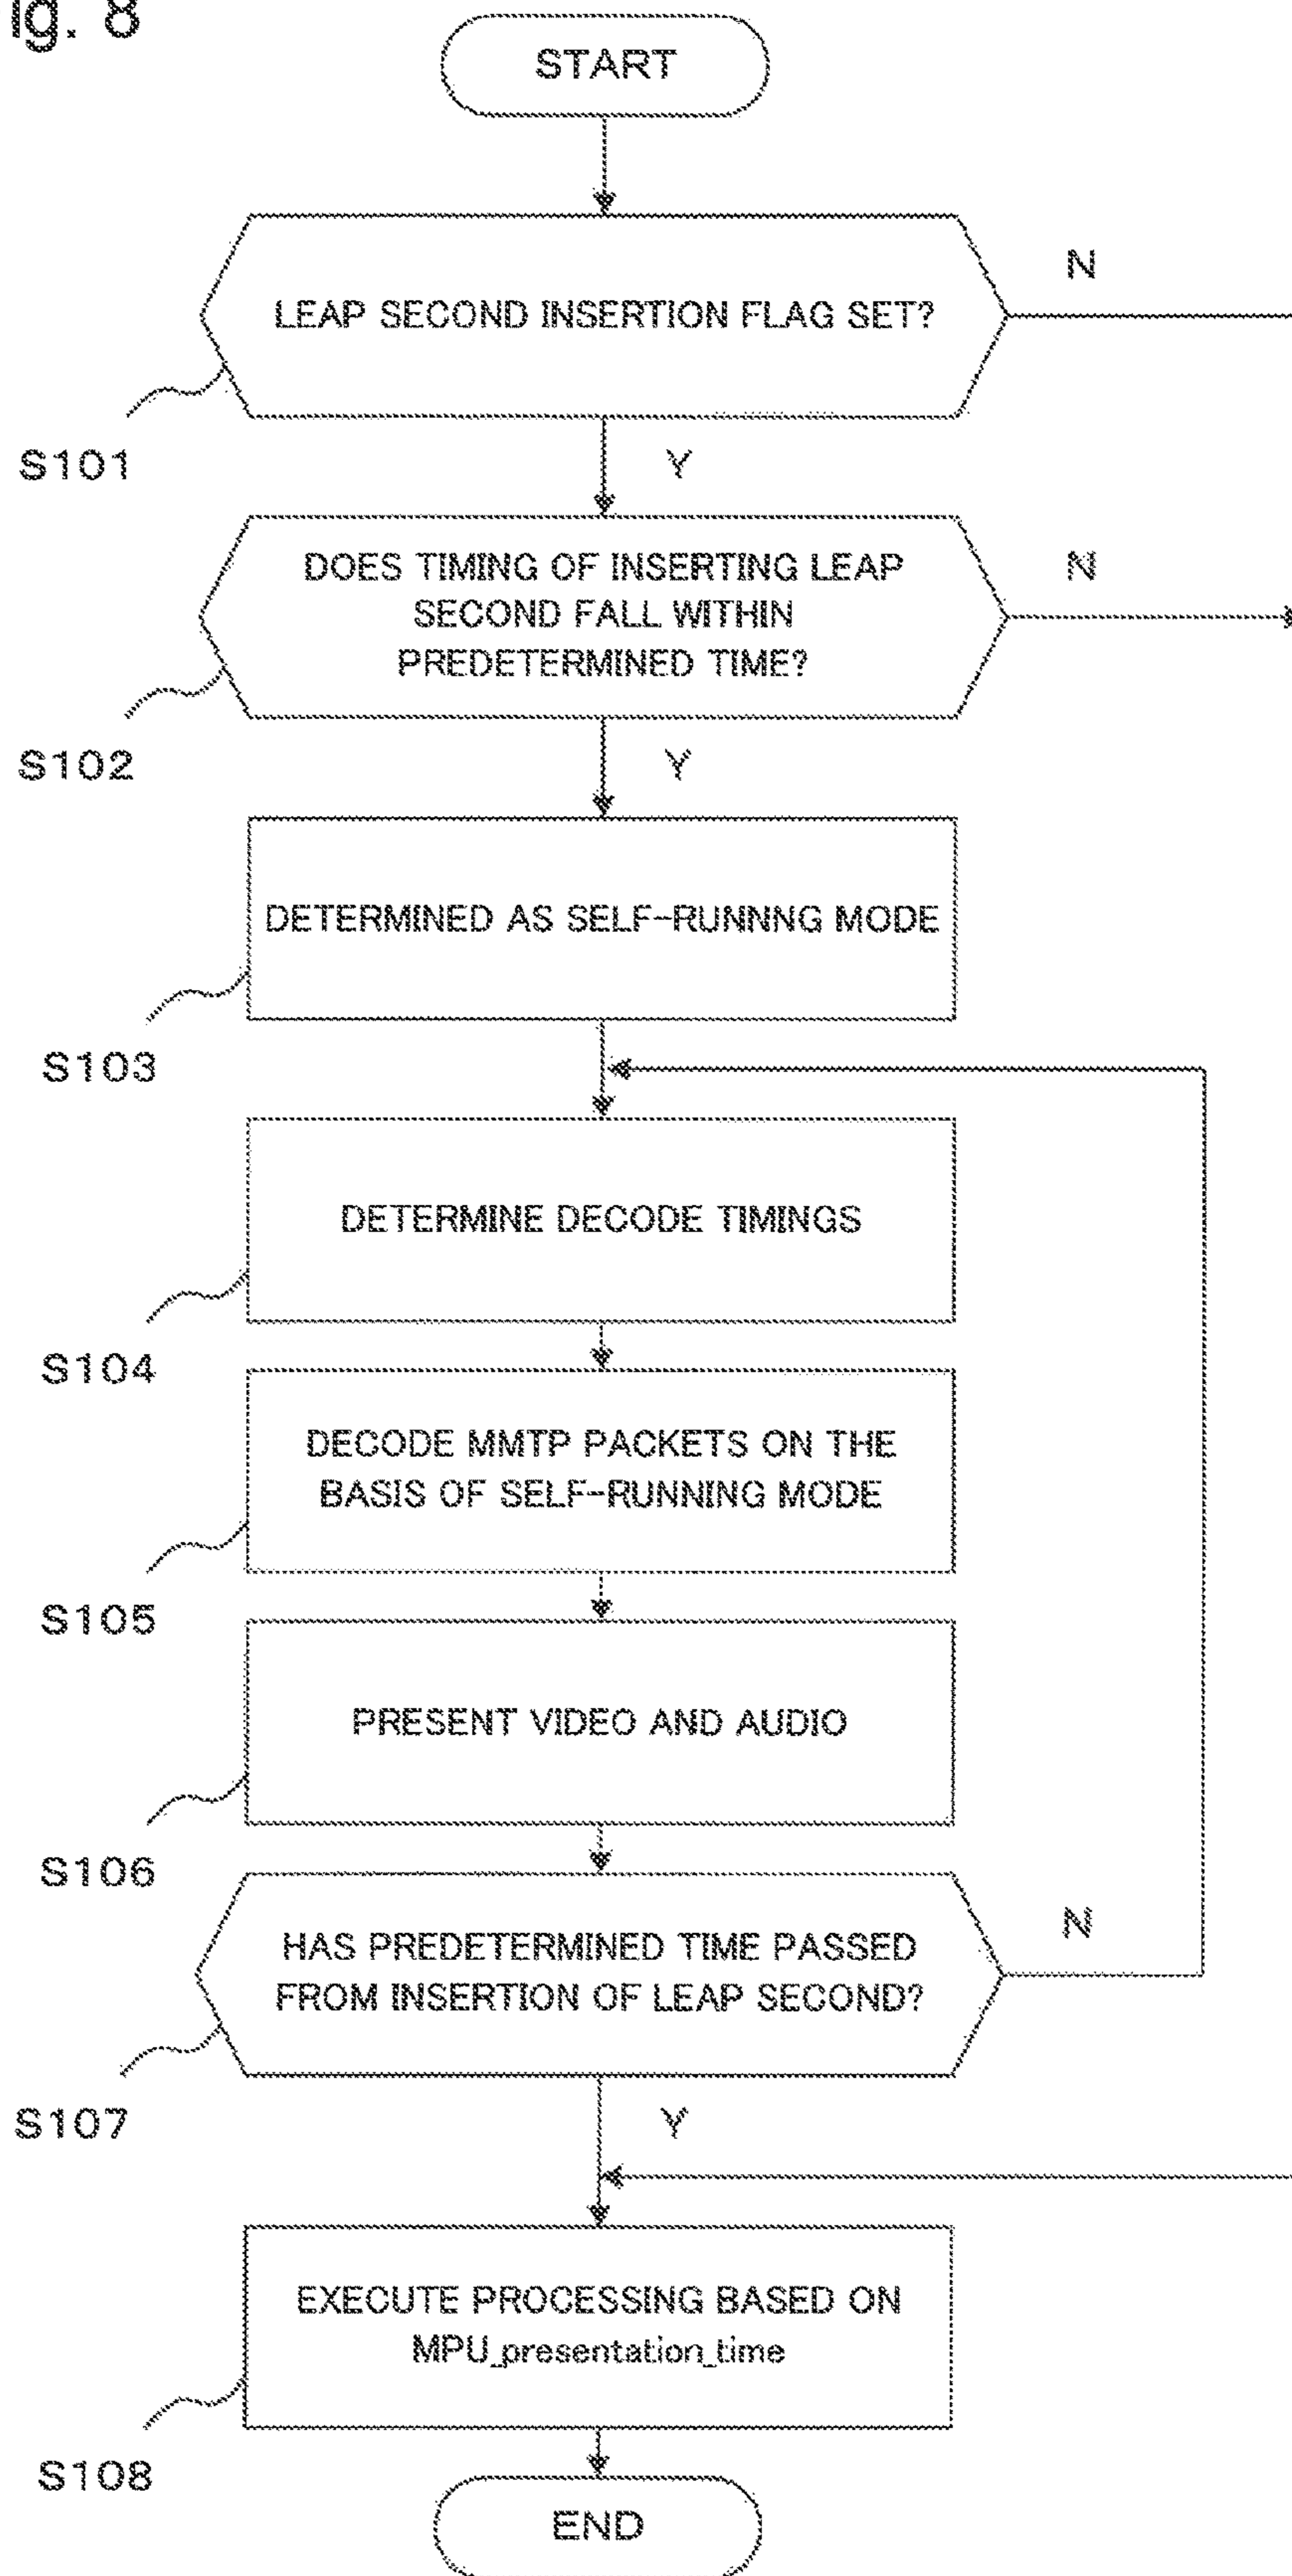 ig. 8
START
LEAP SECOND INSERTION FLAG SET?
N
S101
Y
DOES TIMING OF INSERTING LEAP
SECOND FALL WITHIN
PREDETERMINED TIME?
N
S102
Y
DETERMINED AS SELF-RUNNNG MODE
S103
DETERMINE DECODE TIMINGS
S104
DECODE MMTP PACKETS ON THE
BASIS OF SELF-RUNNING MODE
S105
PRESENT VIDEO AND AUDIO
S106
HAS PREDETERMINED TIME PASSED
FROM INSERTION OF LEAP SECOND?
N
S107
Y
EXECUTE PROCESSING BASED ON
MPU_presentation_time
S108
END